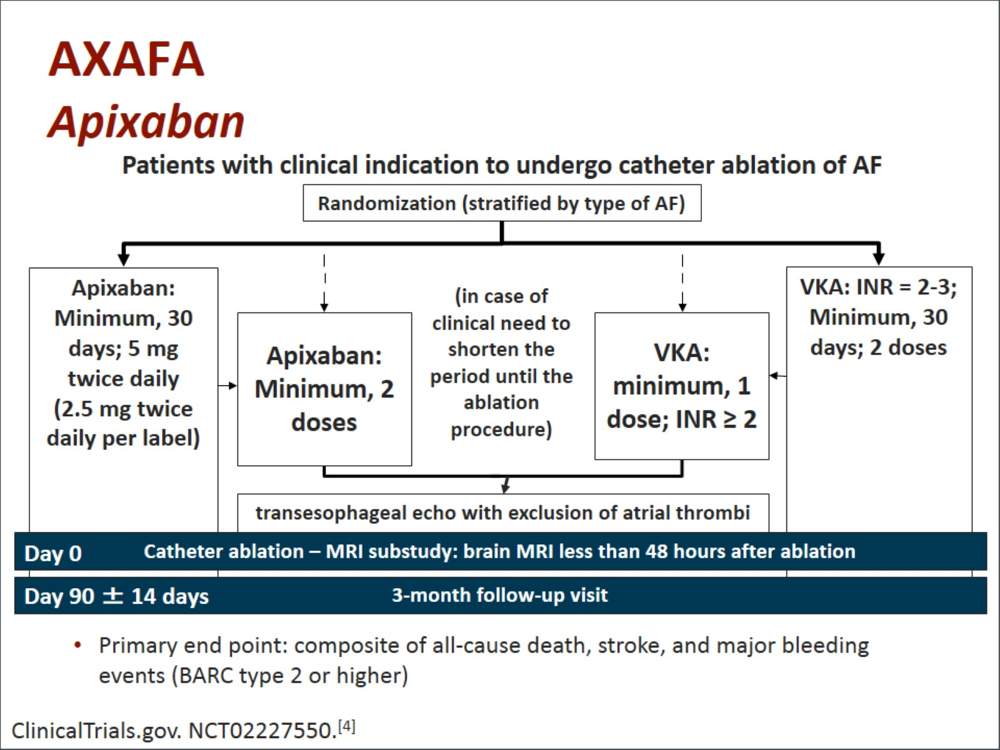 AXAFA
Apixaban
Patients with clinical indication to undergo catheter ablation of AF
Randomization (stratified by type of AF)
Apixaban:
Minimum, 30
days; 5 mg
twice daily
(2.5 mg twice
daily per label)
Apixaban:
Minimum, 2
doses
(in case of
clinical need to
shorten the
period until the
ablation
procedure)
VKA:
minimum, 1
dose; INR ≥ 2
VKA: INR = 2-3;
Minimum, 30
days; 2 doses
transesophageal echo with exclusion of atrial thrombi
Day 0 Catheter ablation – MRI substudy: brain MRI less than 48 hours after ablation
Day 90 ± 14 days 3-month follow-up visit
• Primary end point: composite of all-cause death, stroke, and major bleeding
events (BARC type 2 or higher)
ClinicalTrials.gov. NCT02227550.[4]